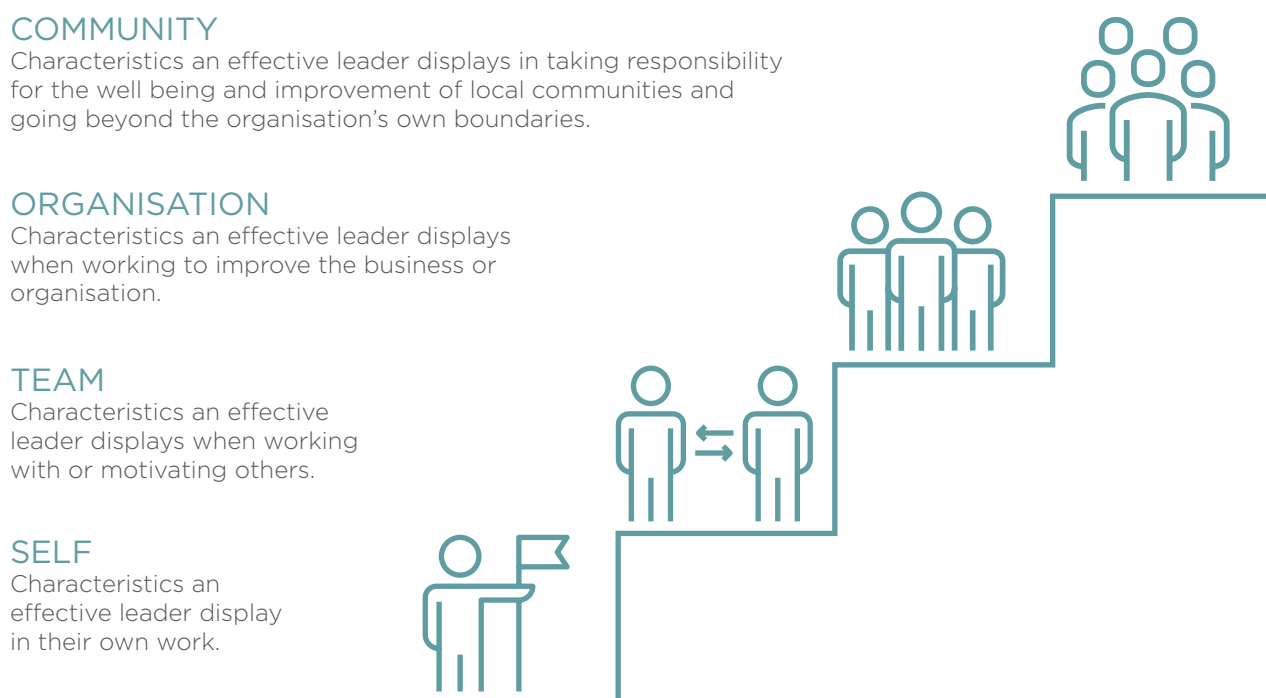 COMMUNITY
Characteristics an effective leader displays in taking responsibility
for the well being and improvement of local communities and
going beyond the organisation's own boundaries.
ORGANISATION
Characteristics an effective leader displays
when working to improve the business or
organisation.
TEAM
Characteristics an effective
leader displays when working
with or motivating others.
SELF
Characteristics an
effective leader display
in their own work.